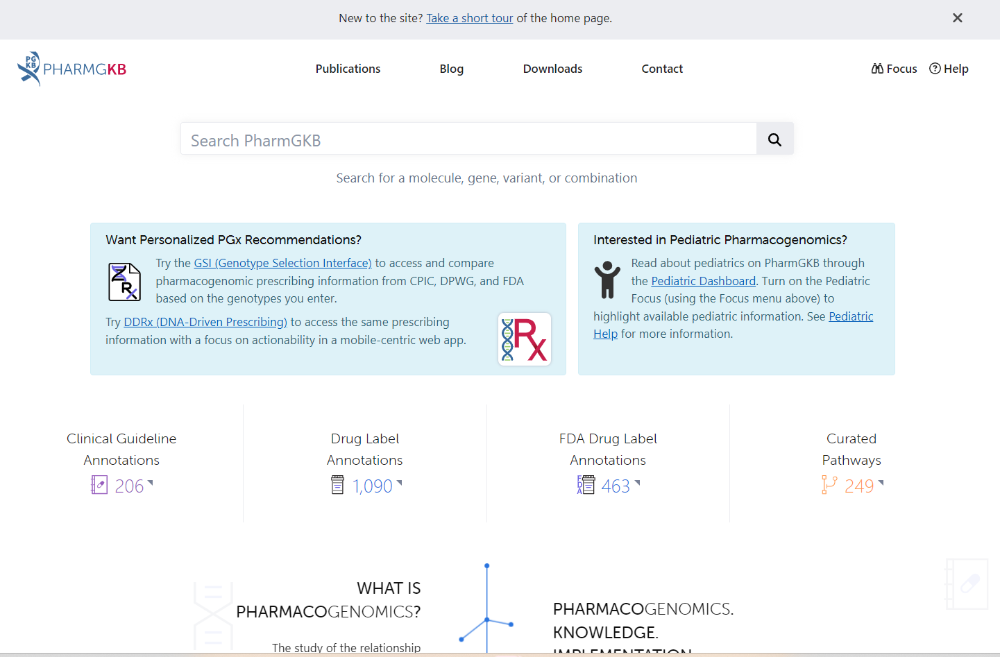 New to the site? Take a short tour of the home page.
PGKB PHARMGKB
Publications
Blog
Downloads
Contact
Focus
Help
Search PharmGKB
Search for a molecule, gene, variant, or combination
Want Personalized PGx Recommendations?
Try the GSI (Genotype Selection Interface) to access and compare
pharmacogenomic prescribing information from CPIC, DPWG, and FDA
based on the genotypes you enter.
Try DDRx (DNA-Driven Prescribing) to access the same prescribing
information with a focus on actionability in a mobile-centric web app.
Rx
Rx
Interested in Pediatric Pharmacogenomics?
Read about pediatrics on PharmGKB through
the Pediatric Dashboard. Turn on the Pediatric
Focus (using the Focus menu above) to
highlight available pediatric information. See Pediatric
Help for more information.
Clinical Guideline
Annotations
206
Drug Label
Annotations
1,090
FDA Drug Label
Annotations
FDA 463
Curated
Pathways
249
WHAT IS
PHARMACOGENOMICS?
The study of the relationship
PHARMACOGENOMICS.
KNOWLEDGE.
IMPLEMENTATION